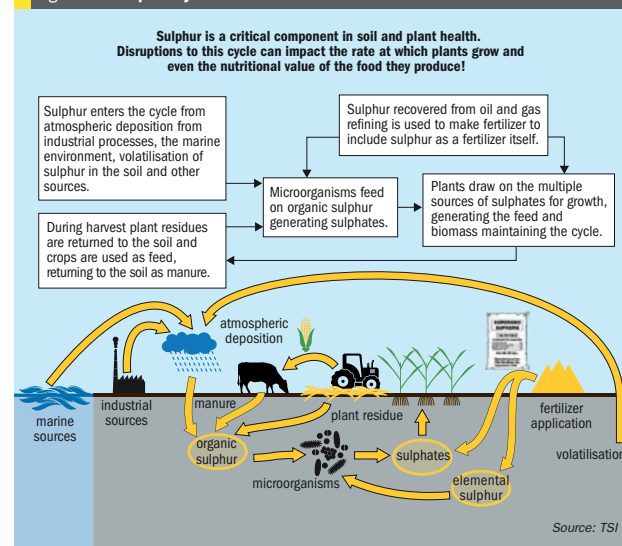 Sulphur is a critical component in soil and plant health.
Disruptions to this cycle can impact the rate at which plants grow and
even the nutritional value of the food they produce!
Sulphur enters the cycle from
atmospheric deposition from
industrial processes, the marine
environment, volatilisation of
sulphur in the soil and other
sources.
Sulphur recovered from oil and gas
refining is used to make fertilizer to
include sulphur as a fertilizer itself.
Microorganisms feed
on organic sulphur
generating sulphates.
Plants draw on the multiple
sources of sulphates for growth,
generating the feed and
biomass maintaining the cycle.
During harvest plant residues
are returned to the soil and
crops are used as feed,
returning to the soil as manure.
atmospheric
deposition
marine
sources
industrial
sources
manure
plant residue
fertilizer
application
organic
sulphur
microorganisms
sulphates
elemental
sulphur
volatilisation
Source: TSI